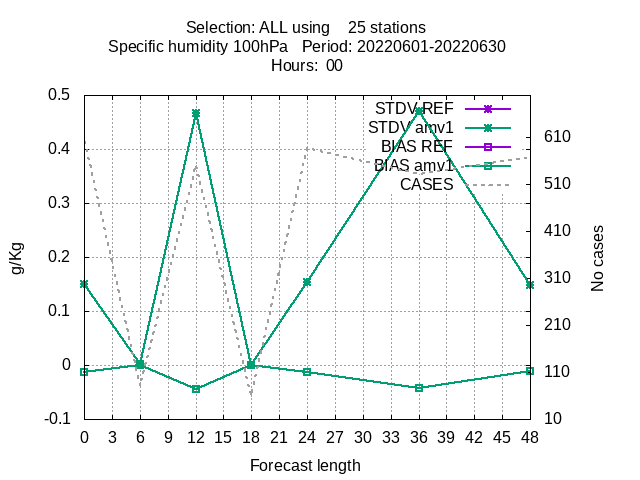 Selection: ALL using 25 stations
Specific humidity 100hPa Period: 20220601-20220630
Hours: 00
STDV REF
STDV amv1
BIAS REF
BIAS amv1
CASES
0.5
0.4
0.3
0.2
0.1
0
-0.1
g/Kg
610
510
410
310
210
110
10
No cases
0 3 6 9 12 15 18 21 24 27 30 33 36 39 42 45 48
Forecast length